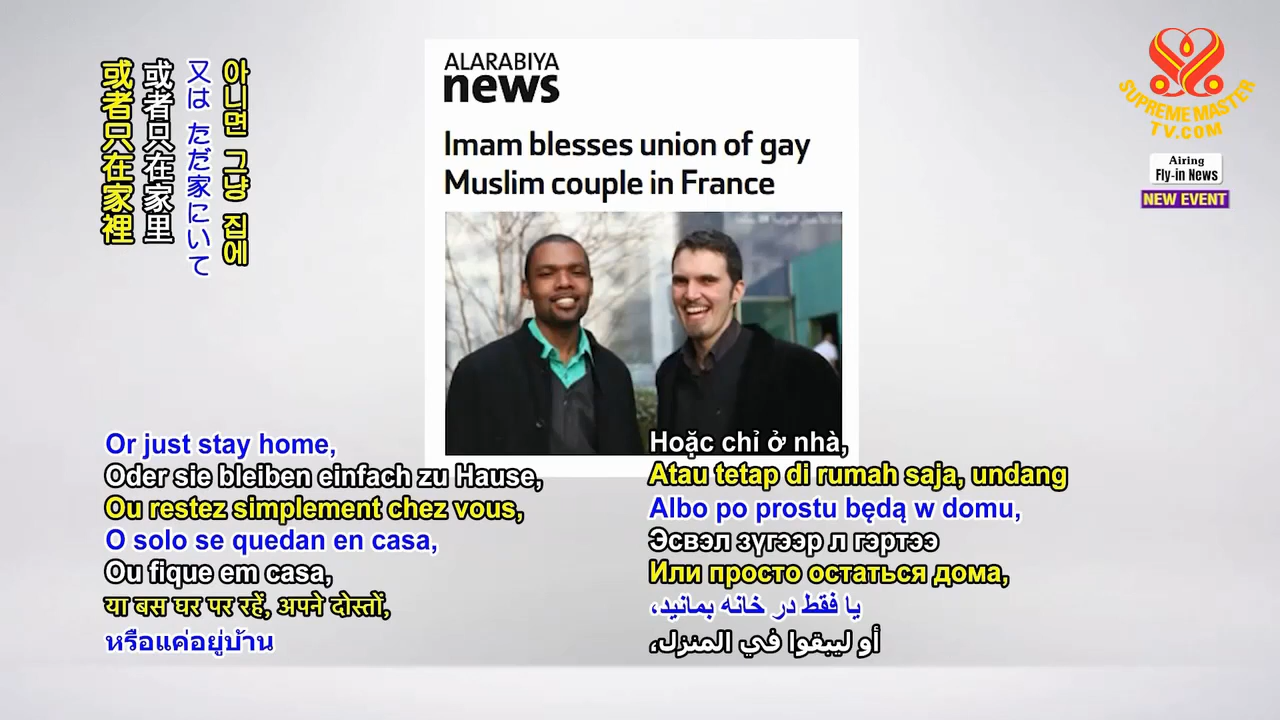 ALARABIYA
news
Imam blesses union of gay
Muslim couple in France
SUPREME MASTER
TV.COM
Airing
Fly-in News
NEW EVENT
아니면 그냥 집에
又は ただ家にいて
或者只在家里
或者只在家裡
Or just stay home,
Oder sie bleiben einfach zu Hause,
Ou restez simplement chez vous,
O solo se quedan en casa,
Ou fique em casa,
या बस घर पर रहें, अपने दोस्तों,
หรือแค่อยู่บ้าน
Hoặc chỉ ở nhà,
Atau tetap di rumah saja, undang
Albo po prostu będą w domu,
Эсвэл зүгээр л гэртээ
Или просто остаться дома,
یا فقط در خانه بمانید،
أو ليبقوا في المنزل،